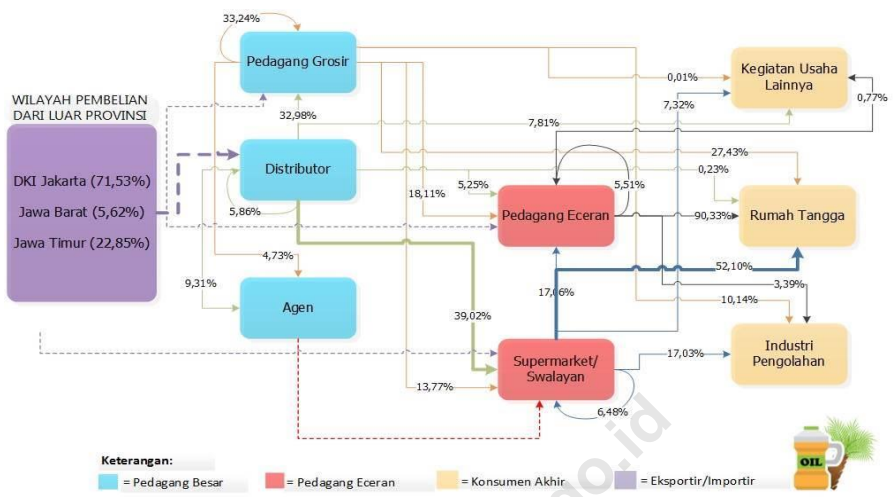 33,24%
Pedagang Grosir
Kegiatan Usaha
Lainnya
0,01%
7,32%
0,77%
WILAYAH PEMBELIAN
DARI LUAR PROVINSI
32,98%
7,81%
DKI Jakarta (71,53%)
Jawa Barat (5,62%)
Jawa Timur (22,85%)
Distributor
27,43%
0,23%
5,25%
5,51%
18,11%
5,86%
Pedagang Eceran
90,33%
Rumah Tangga
4,73%
9,31%
52,10%
3,39%
17,06%
10,14%
Agen
39,02%
Supermarket/
Swalayan
17,03%
Industri
Pengolahan
13,77%
6,48%
Keterangan:
= Pedagang Besar
= Pedagang Eceran
= Konsumen Akhir
= Eksportir/Importir
OIL